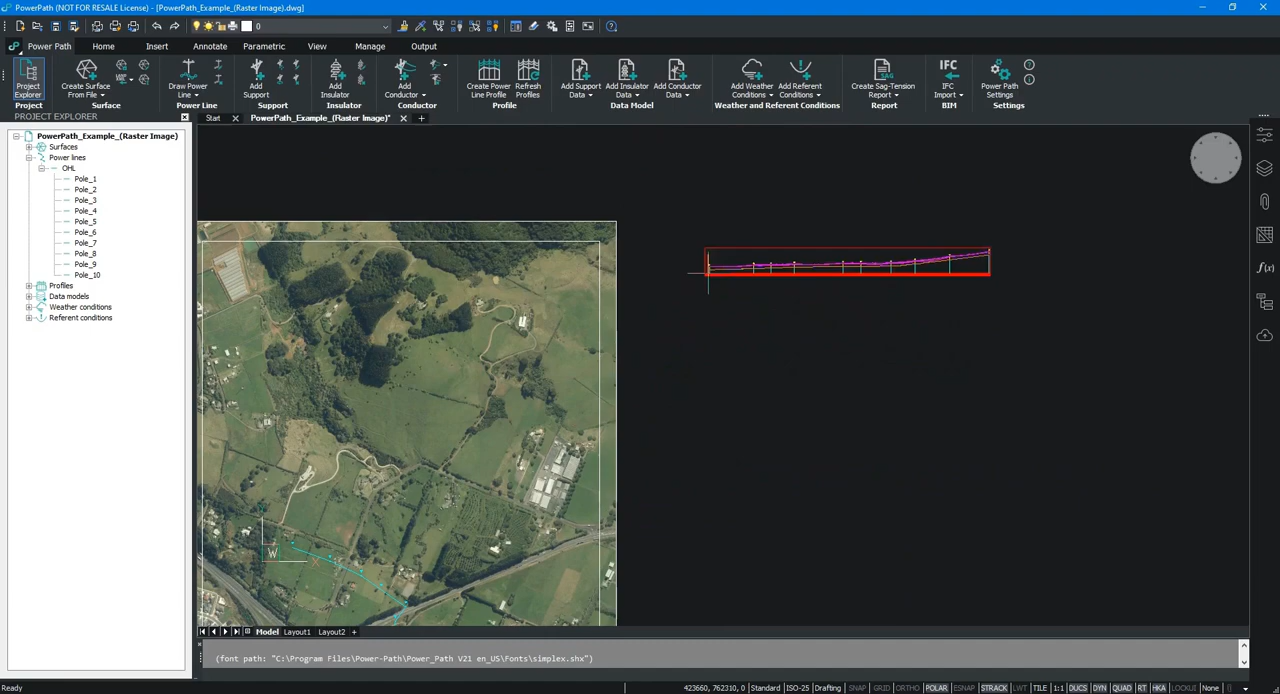 PowerPath (NOT FOR RESALE License) - [PowerPath_Example_(Raster Image).dwg]
0
Power Path Home Insert Annotate Parametric View Manage Output
Project Explorer
Create Surface From File
Draw Power Line
Add Support
Add Insulator
Add Conductor
Create Power Line Profile
Refresh Profiles
Add Support Data
Add Insulator Data
Add Conductor Data
Add Weather Conditions
Add Referent Conditions
SAG
Create Sag-Tension Report
IFC
IFC Import
Power Path Settings
Project Surface Power Line Support Insulator Conductor Profile Data Model Weather and Referent Conditions Report BIM Settings
PROJECT EXPLORER
Start PowerPath_Example_(Raster Image)*
PowerPath_Example_(Raster Image)
Surfaces
Power lines
OHL
Pole_1
Pole_2
Pole_3
Pole_4
Pole_5
Pole_6
Pole_7
Pole_8
Pole_9
Pole_10
Profiles
Data models
Weather conditions
Referent conditions
f(x)
W
X
Model Layout1 Layout2 +
(font path: "C:\Program Files\Power-Path\Power_Path V21 en_US\Fonts\simplex.shx")
Ready
423660, 762310, 0 Standard ISO-25 Drafting SNAP GRID ORTHO POLAR ESNAP STRACK LWT TILE 1:1 DUCS DYN QUAD RT HKA LOCKUI None